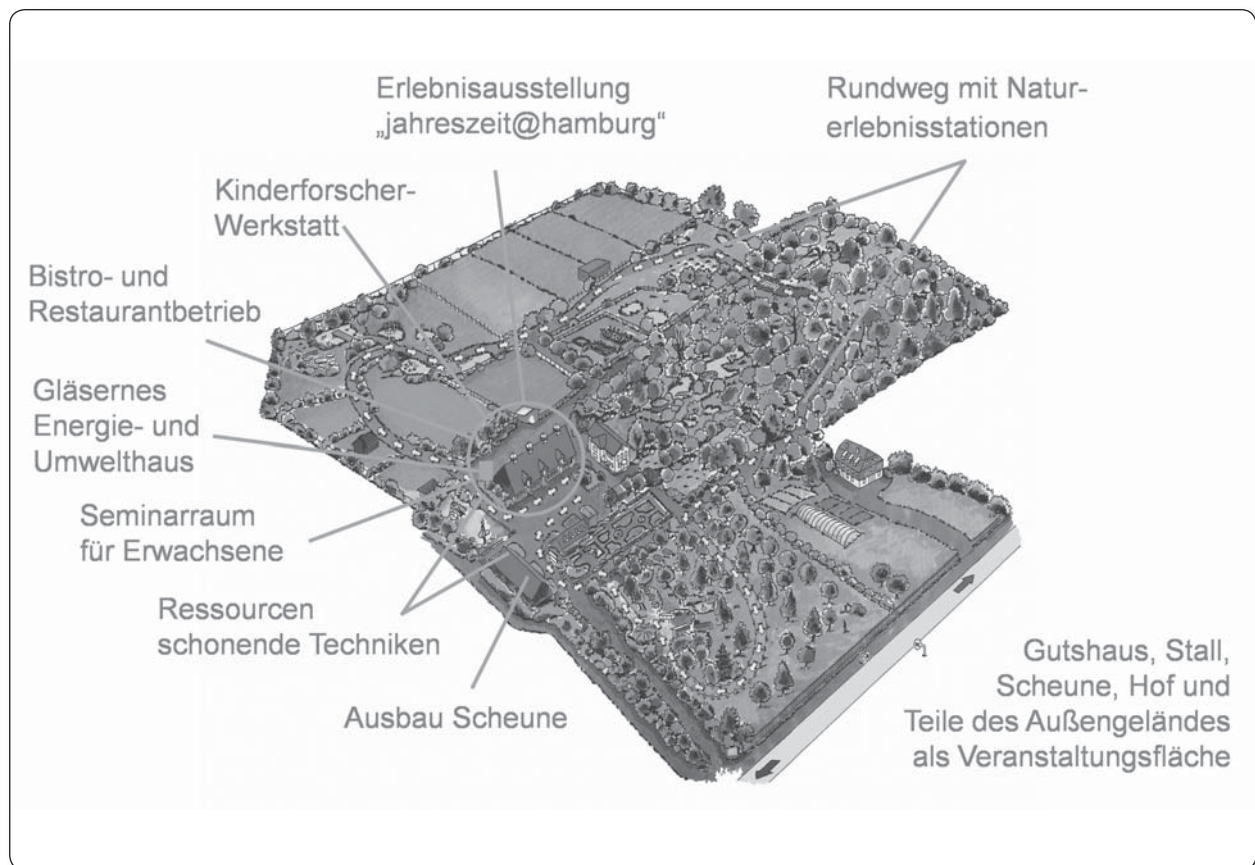 Erlebnisausstellung
„jahreszeit@hamburg“
Rundweg mit Natur-
erlebnisstationen
Kinderforscher-
Werkstatt
Bistro- und
Restaurantbetrieb
Gläsernes
Energie- und
Umwelthaus
Seminarraum
für Erwachsene
Ressourcen
schonende Techniken
Ausbau Scheune
Gutshaus, Stall,
Scheune, Hof und
Teile des Außengeländes
als Veranstaltungsfläche